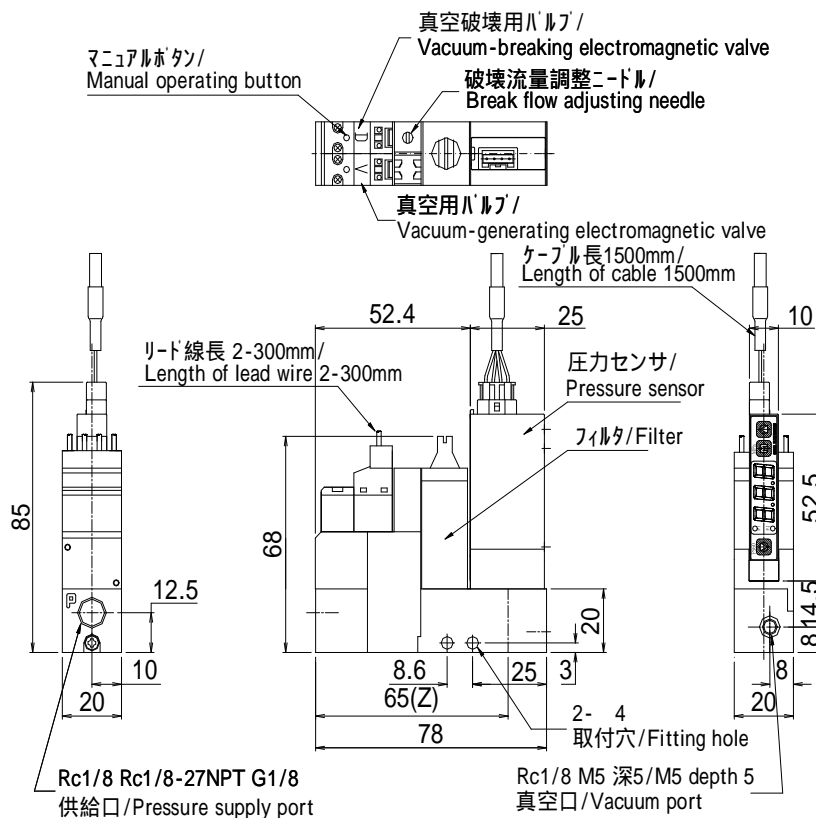 真空破壊用バルブ/
Vacuum-breaking electromagnetic valve
マニュアルボタン/
Manual operating button
破壊流量調整ニードル/
Break flow adjusting needle
D
V
真空用バルブ/
Vacuum-generating electromagnetic valve
ケーブル長1500mm/
Length of cable 1500mm
52.4
25
10
リード線長 2-300mm/
Length of lead wire 2-300mm
圧力センサ/
Pressure sensor
フィルタ/Filter
85
68
52.5
P
12.5
20
14.5
8
10
8.6
25
3
8
20
65(Z)
20
78
2- 4
取付穴/Fitting hole
Rc1/8 Rc1/8-27NPT G1/8
供給口/Pressure supply port
Rc1/8 M5 深5/M5 depth 5
真空口/Vacuum port